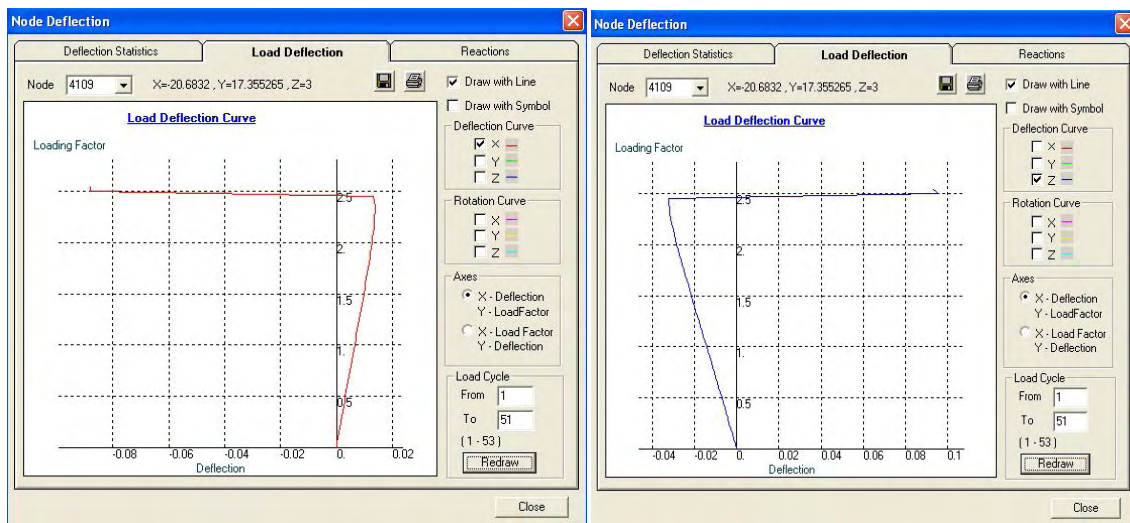 Node Deflection
Deflection Statistics
Load Deflection
Reactions
Node 4109 X=-20.6832 , Y=17.355265, Z=3
Draw with Line
Draw with Symbol
Load Deflection Curve
Loading Factor
2.5
2.
1.5
1.
0.5
-0.08 -0.06 -0.04 -0.02 0. 0.02
Deflection
Deflection Curve
X
Y
Z
Rotation Curve
X
Y
Z
Axes
X - Deflection
Y - LoadFactor
X - Load Factor
Y - Deflection
Load Cycle
From 1
To 51
( 1 - 53 )
Redraw
Close
Node Deflection
Deflection Statistics
Load Deflection
Reactions
Node 4109 X=-20.6832 , Y=17.355265, Z=3
Draw with Line
Draw with Symbol
Load Deflection Curve
Loading Factor
2.5
2.
1.5
1.
0.5
-0.04 -0.02 0. 0.02 0.04 0.06 0.08 0.1
Deflection
Deflection Curve
X
Y
Z
Rotation Curve
X
Y
Z
Axes
X - Deflection
Y - LoadFactor
X - Load Factor
Y - Deflection
Load Cycle
From 1
To 51
( 1 - 53 )
Redraw
Close